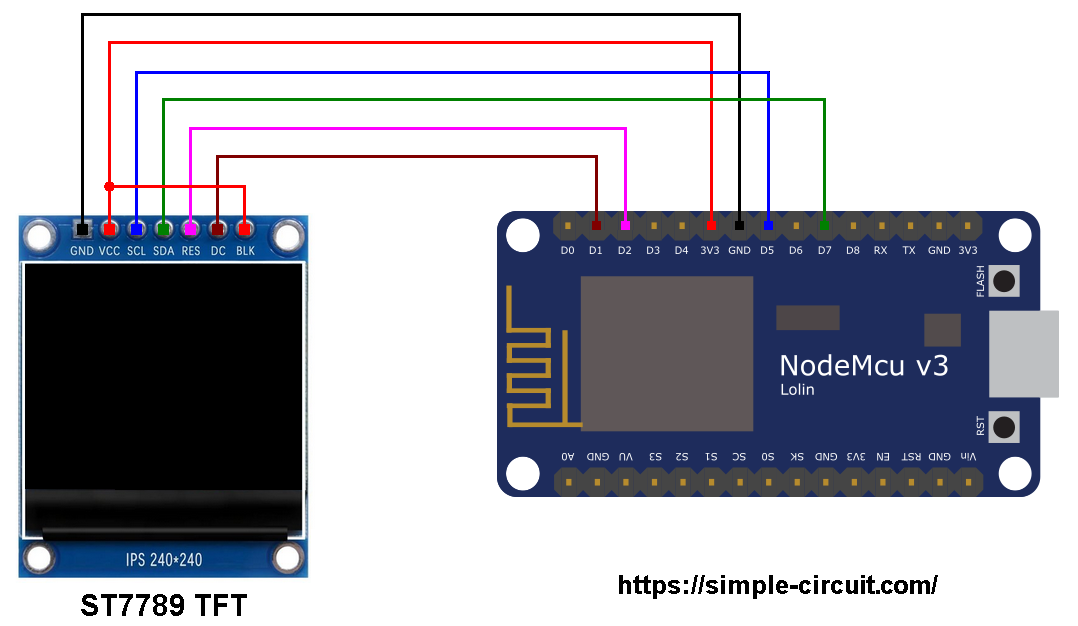 GND VCC SCL SDA RES DC BLK
IPS 240*240
ST7789 TFT
D0 D1 D2 D3 D4 3V3 GND D5 D6 D7 D8 RX TX GND 3V3
FLASH
NodeMcu v3
Lolin
RST
A0 GND VU S3 S2 S1 SC S0 SK GND 3V3 EN RST GND Vin
https://simple-circuit.com/